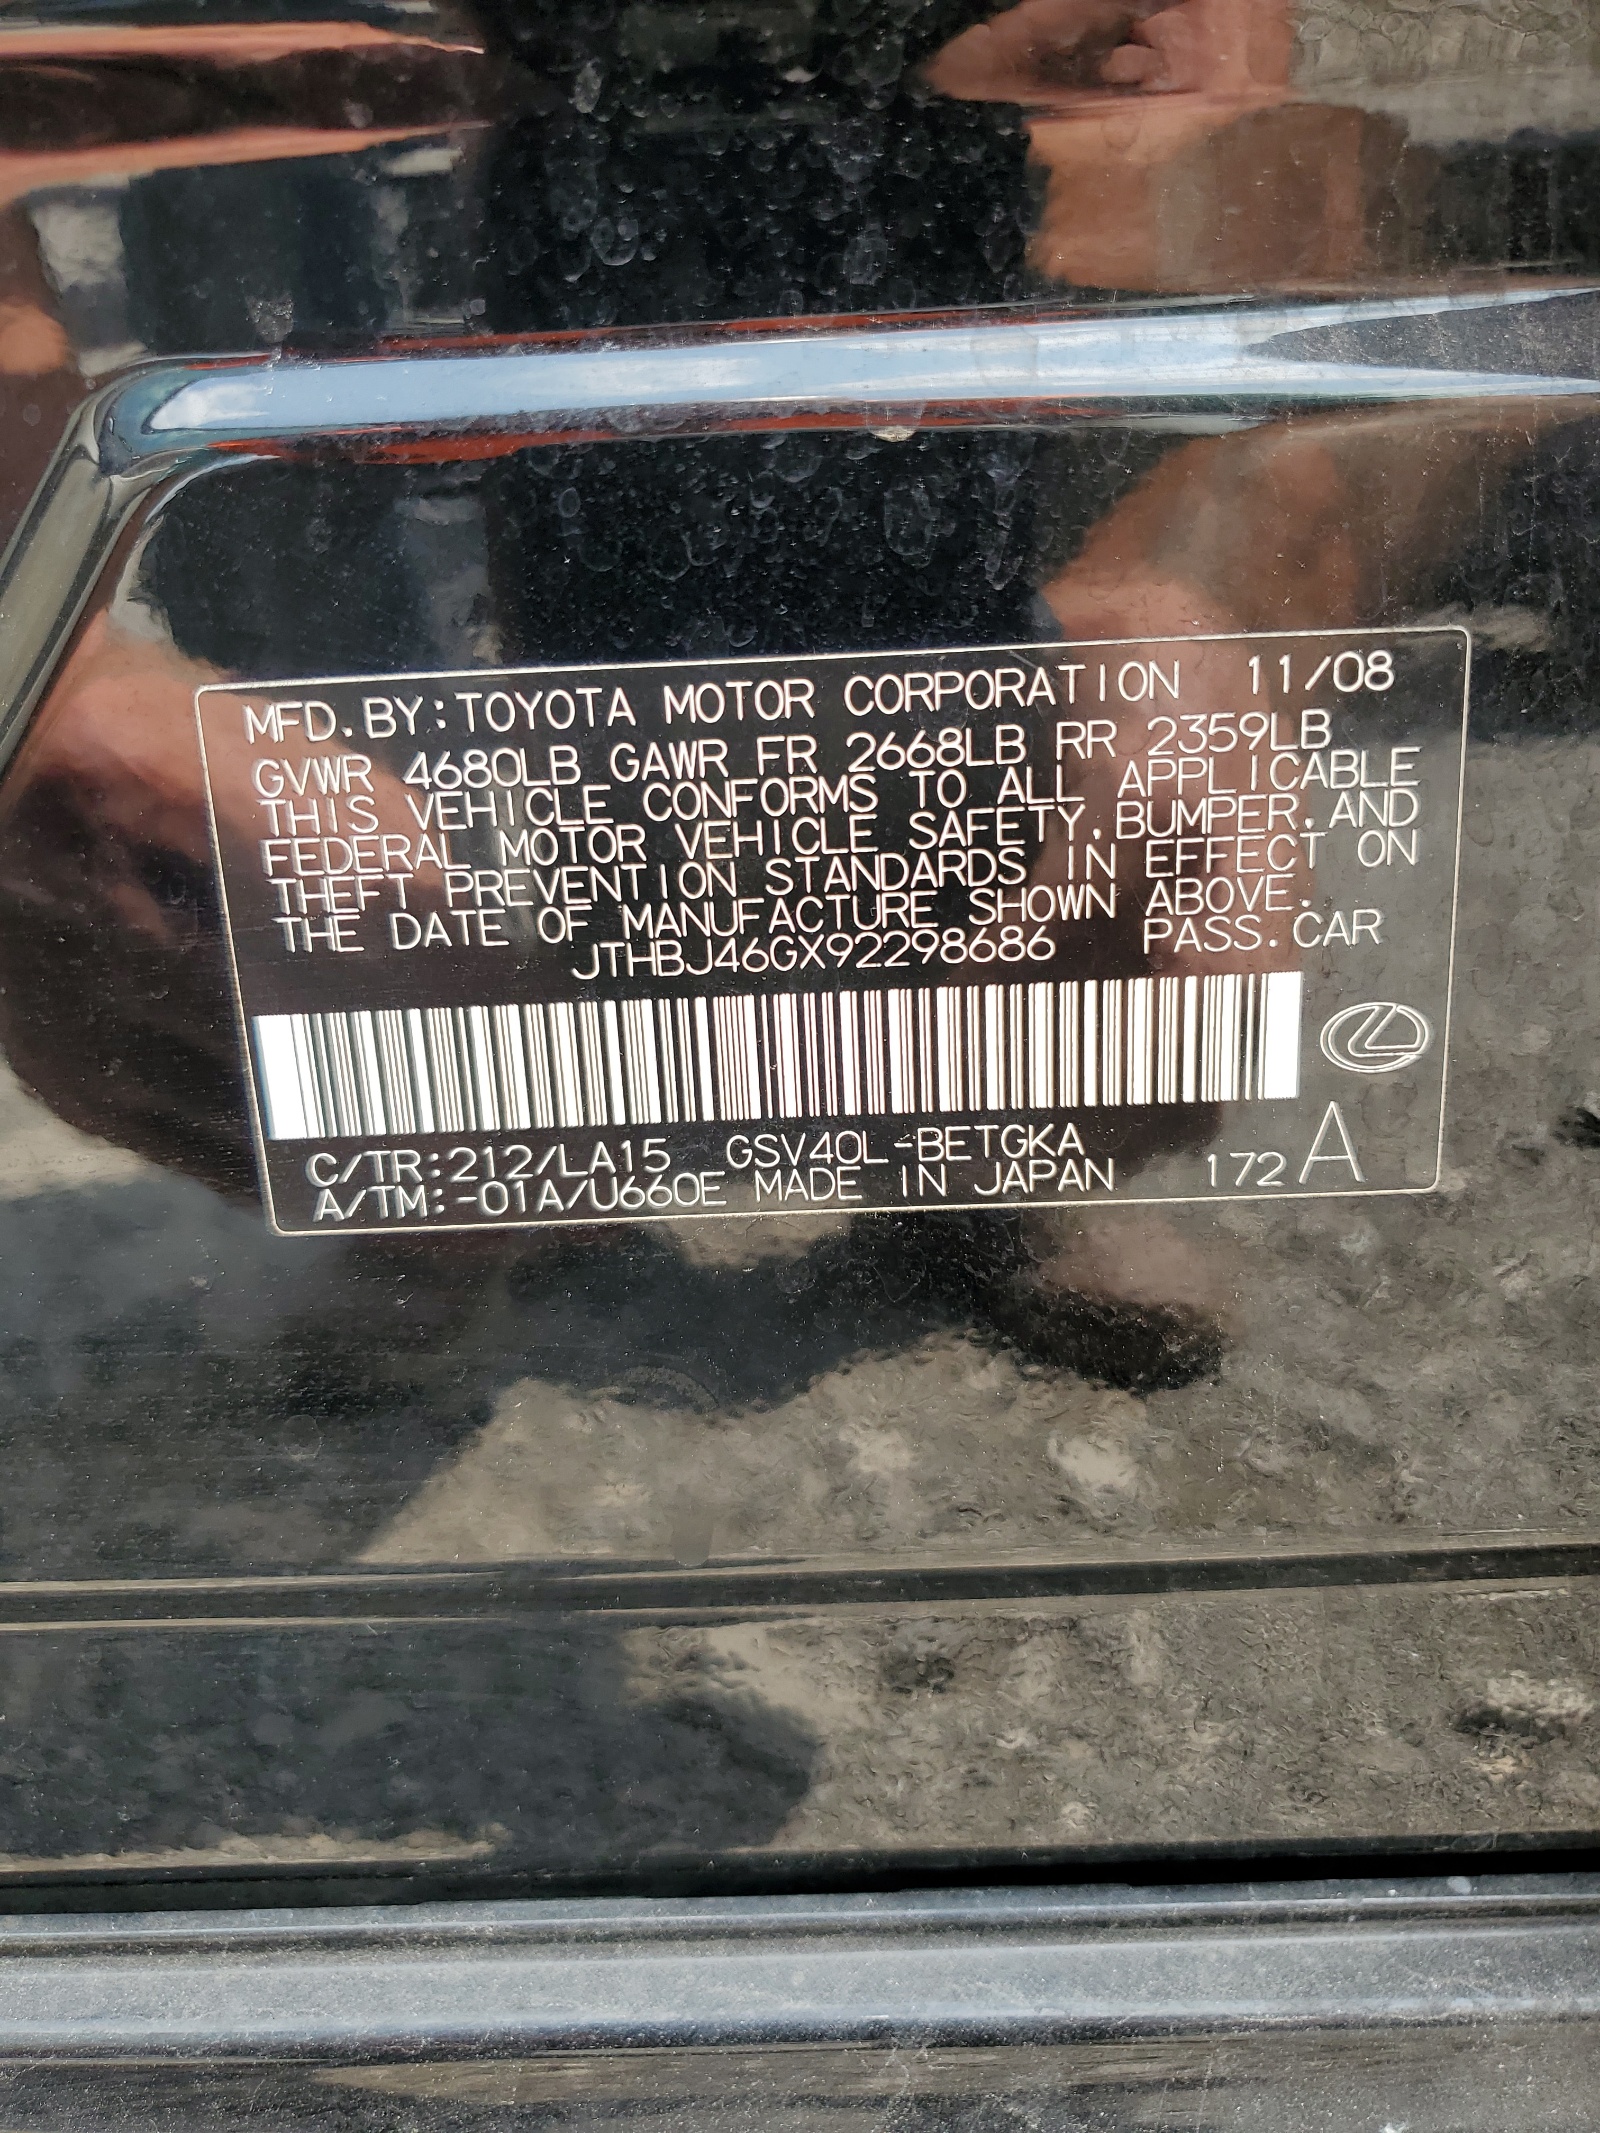 MFD. BY: TOYOTA MOTOR CORPORATION 11/08
GVWR 4680LB GAWR FR 2668LB RR 2359LB
THIS VEHICLE CONFORMS TO ALL APPLICABLE
FEDERAL MOTOR VEHICLE SAFETY, BUMPER, AND
THEFT PREVENTION STANDARDS IN EFFECT ON
THE DATE OF MANUFACTURE SHOWN ABOVE.
JTHBJ46GX92298686 PASS. CAR
C/TR: 212/LA15 GSV40L-BETGKA
A/TM: -01A/U660E MADE IN JAPAN 172 A